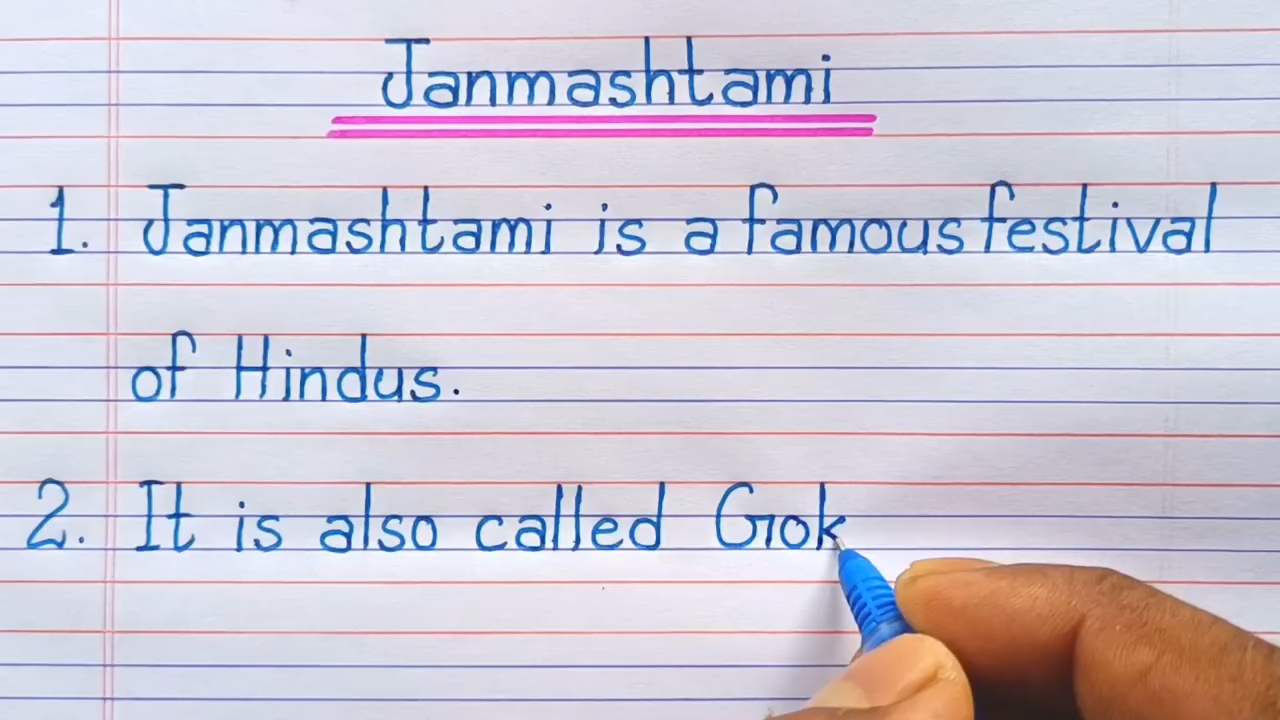 Janmashtami
1. Janmashtami is a famous festival
of Hindus.
2. It is also called Gok